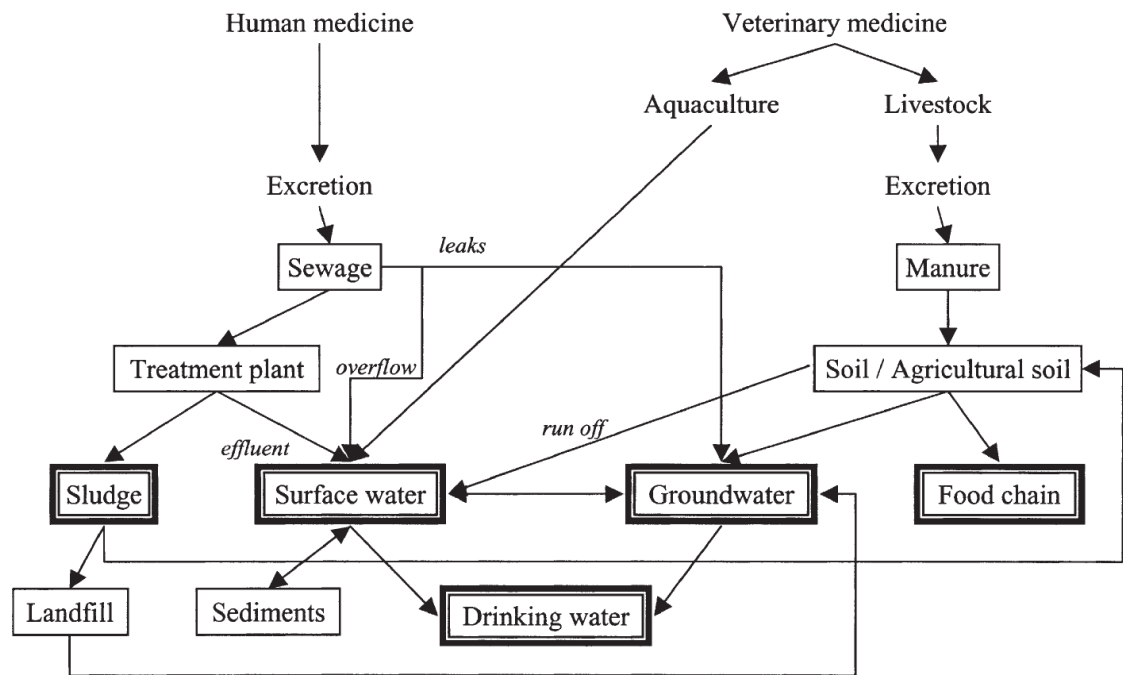 Human medicine
Veterinary medicine
Aquaculture
Livestock
Excretion
Excretion
leaks
Sewage
Manure
Treatment plant
overflow
Soil / Agricultural soil
run off
effluent
Sludge
Surface water
Groundwater
Food chain
Landfill
Sediments
Drinking water